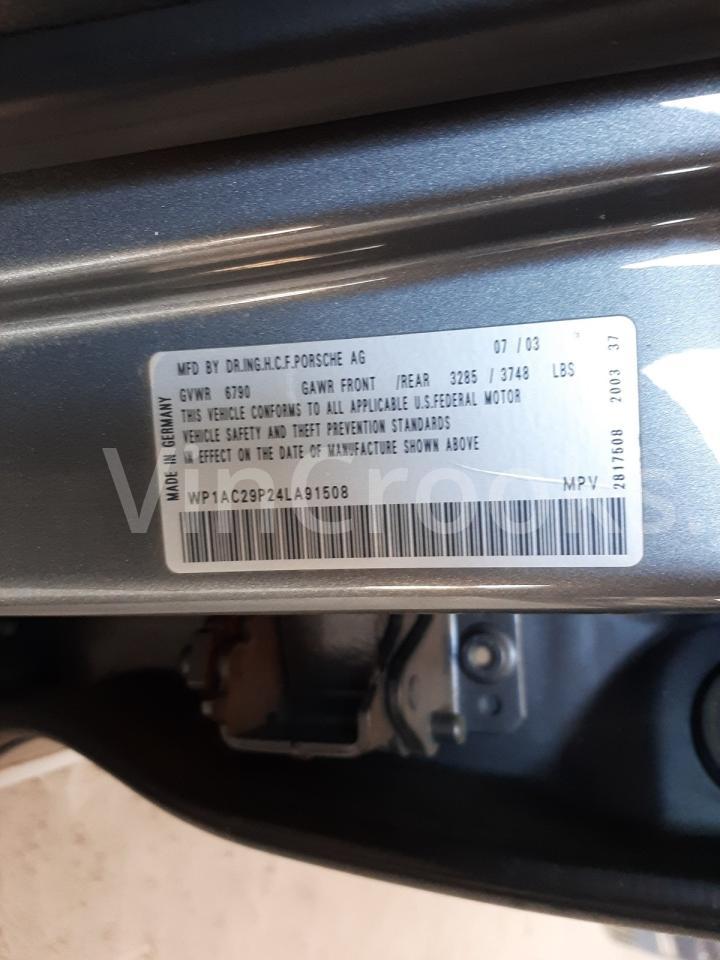 MFD BY DR.ING.H.C.F.PORSCHE AG 07 / 03
GVWR 6790 GAWR FRONT /REAR 3285 / 3748 LBS
THIS VEHICLE CONFORMS TO ALL APPLICABLE U.S.FEDERAL MOTOR
VEHICLE SAFETY AND THEFT PREVENTION STANDARDS
IN EFFECT ON THE DATE OF MANUFACTURE SHOWN ABOVE
WP1AC29P24LA91508 MPV
MADE IN GERMANY
2817508 2003 37
VinCrooks.